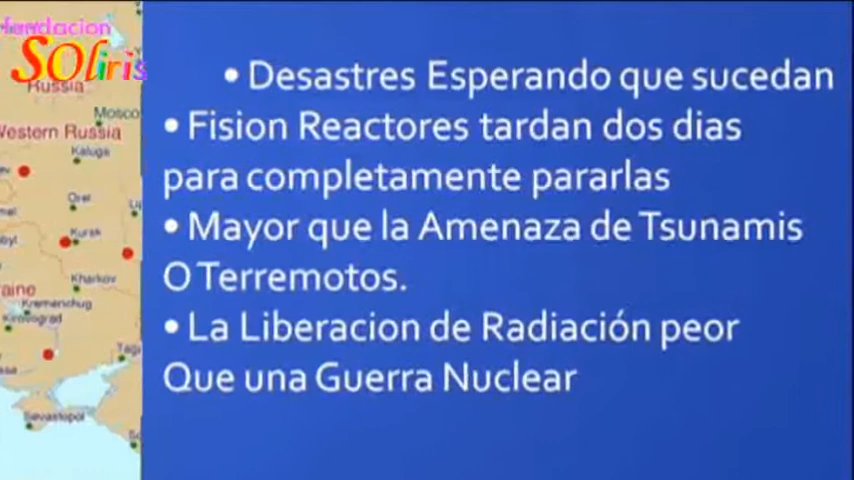 fundacion
SOLiris
Russia
Mosco
Western Russia
Kaluga
Orel
Kursk
Kharkov
Kremenchug
Kirovograd
Sevastopol
• Desastres Esperando que sucedan
• Fision Reactores tardan dos dias
para completamente pararlas
• Mayor que la Amenaza de Tsunamis
O Terremotos.
• La Liberacion de Radiación peor
Que una Guerra Nuclear